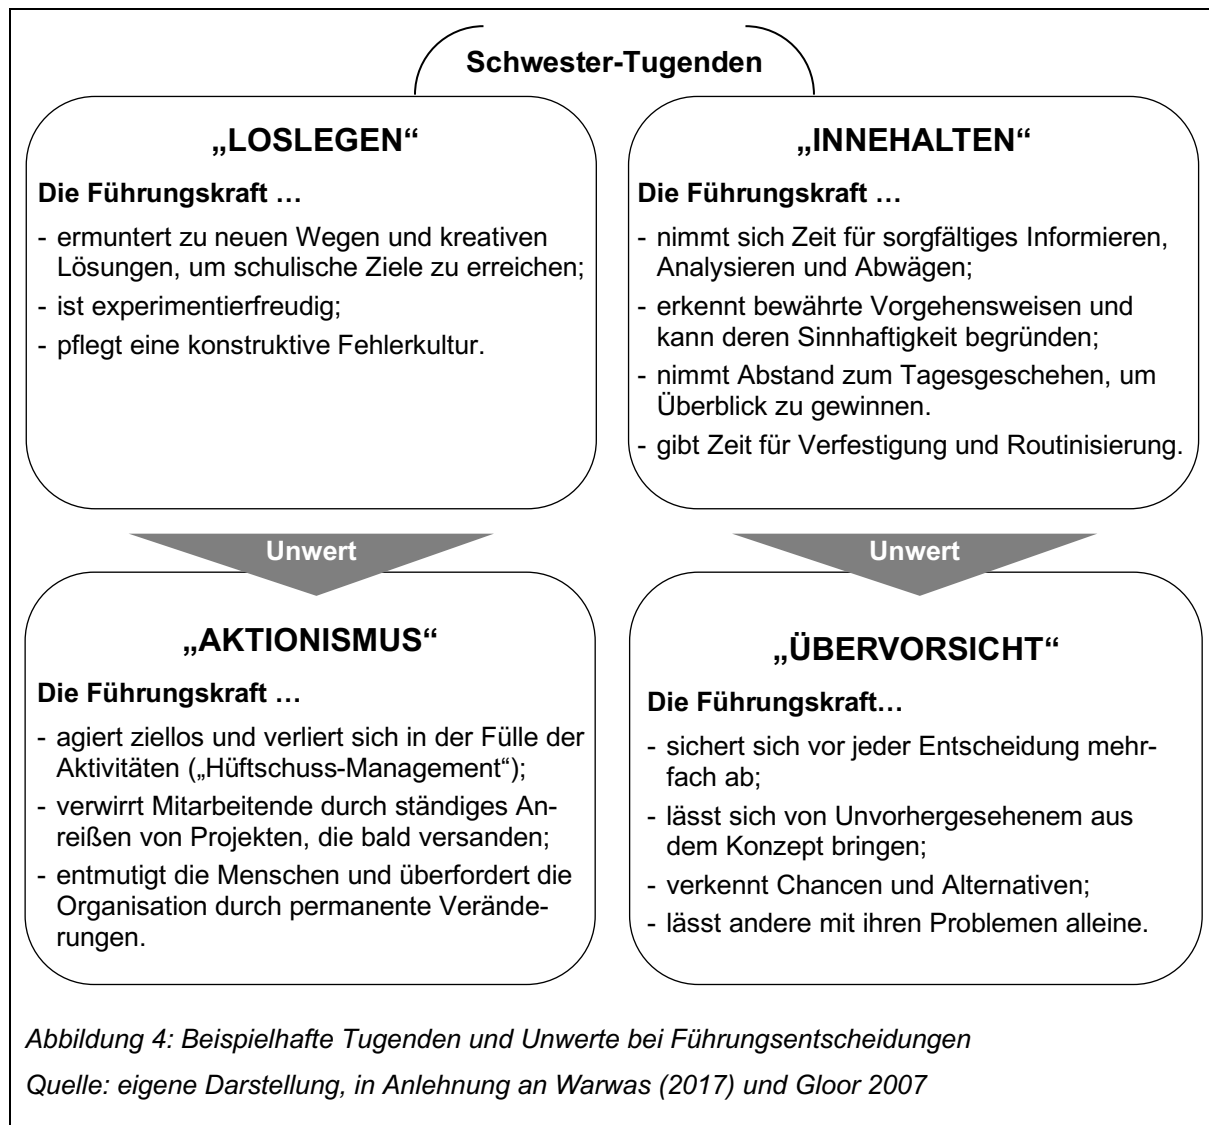 Schwester-Tugenden
„LOSLEGEN“
Die Führungskraft …
- ermuntert zu neuen Wegen und kreativen
Lösungen, um schulische Ziele zu erreichen;
- ist experimentierfreudig;
- pflegt eine konstruktive Fehlerkultur.
„INNEHALTEN“
Die Führungskraft …
- nimmt sich Zeit für sorgfältiges Informieren,
Analysieren und Abwägen;
- erkennt bewährte Vorgehensweisen und
kann deren Sinnhaftigkeit begründen;
- nimmt Abstand zum Tagesgeschehen, um
Überblick zu gewinnen.
- gibt Zeit für Verfestigung und Routinisierung.
Unwert
Unwert
„AKTIONISMUS“
Die Führungskraft …
- agiert ziellos und verliert sich in der Fülle der
Aktivitäten („Hüftschuss-Management“);
- verwirrt Mitarbeitende durch ständiges An-
reißen von Projekten, die bald versanden;
- entmutigt die Menschen und überfordert die
Organisation durch permanente Verände-
rungen.
„ÜBERVORSICHT“
Die Führungskraft…
- sichert sich vor jeder Entscheidung mehr-
fach ab;
- lässt sich von Unvorhergesehenem aus
dem Konzept bringen;
- verkennt Chancen und Alternativen;
- lässt andere mit ihren Problemen alleine.
Abbildung 4: Beispielhafte Tugenden und Unwerte bei Führungsentscheidungen
Quelle: eigene Darstellung, in Anlehnung an Warwas (2017) und Gloor 2007